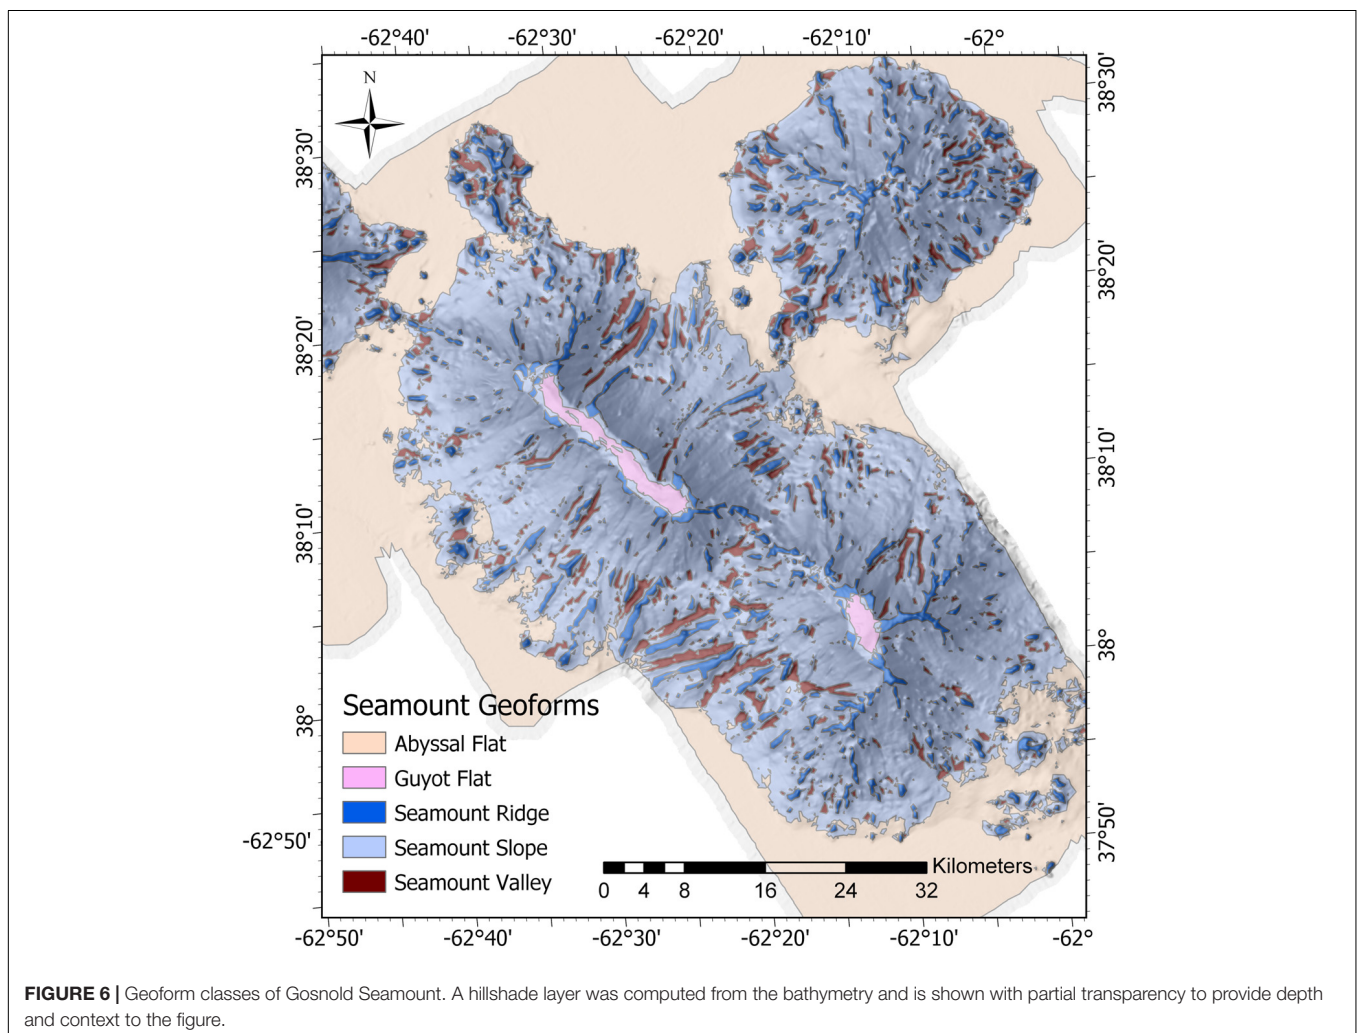 -62°40' -62°30' -62°20' -62°10' -62°
N
38°30'
38°20'
38°10'
38°
-62°50'
38°30'
38°20'
38°10'
38°
37°50'
Seamount Geoforms
Abyssal Flat
Guyot Flat
Seamount Ridge
Seamount Slope
Seamount Valley
Kilometers
0 4 8 16 24 32
-62°50' -62°40' -62°30' -62°20' -62°10' -62°
FIGURE 6 | Geoform classes of Gosnold Seamount. A hillshade layer was computed from the bathymetry and is shown with partial transparency to provide depth
and context to the figure.